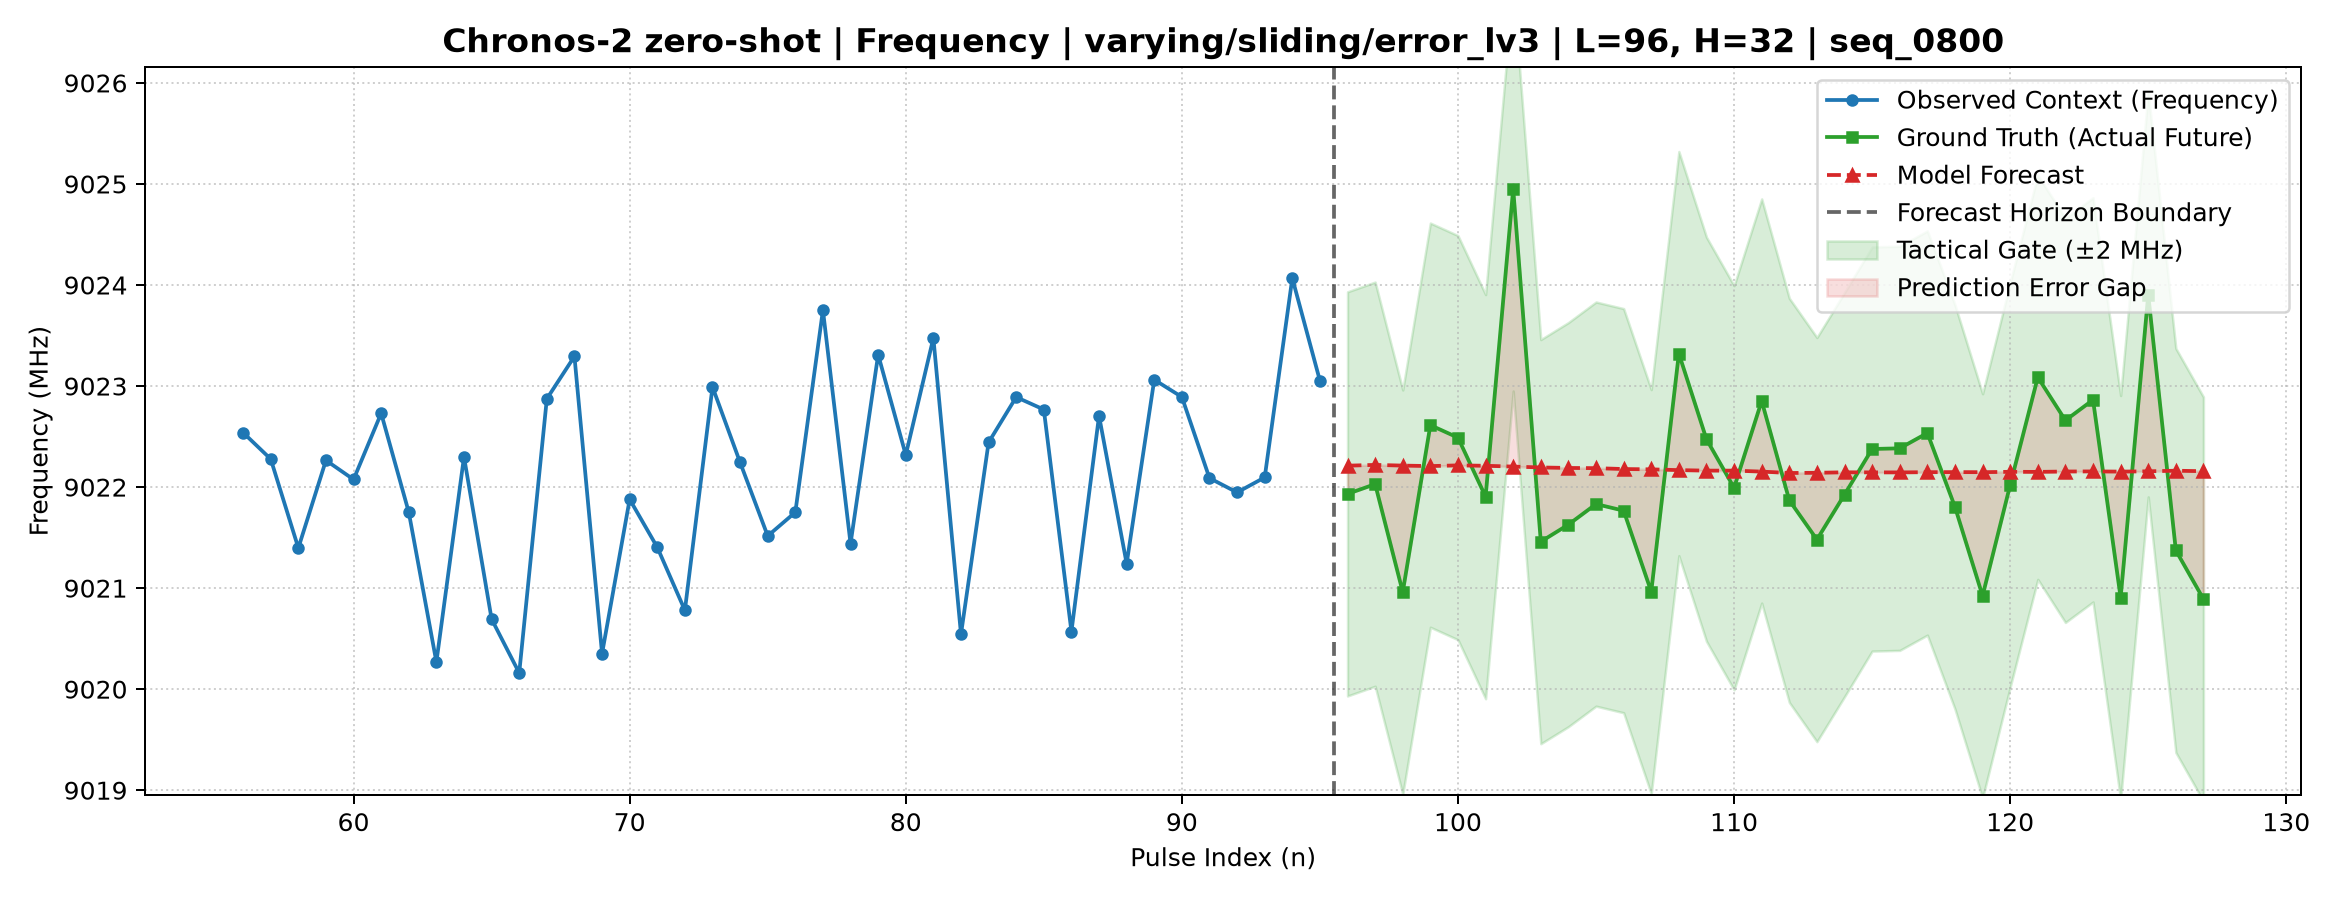 Chronos-2 zero-shot | Frequency | varying/sliding/error_lv3 | L=96, H=32 | seq_0800
Frequency (MHz)
9026
9025
9024
9023
9022
9021
9020
9019
Observed Context (Frequency)
Ground Truth (Actual Future)
Model Forecast
Forecast Horizon Boundary
Tactical Gate (±2 MHz)
Prediction Error Gap
60 70 80 90 100 110 120 130
Pulse Index (n)